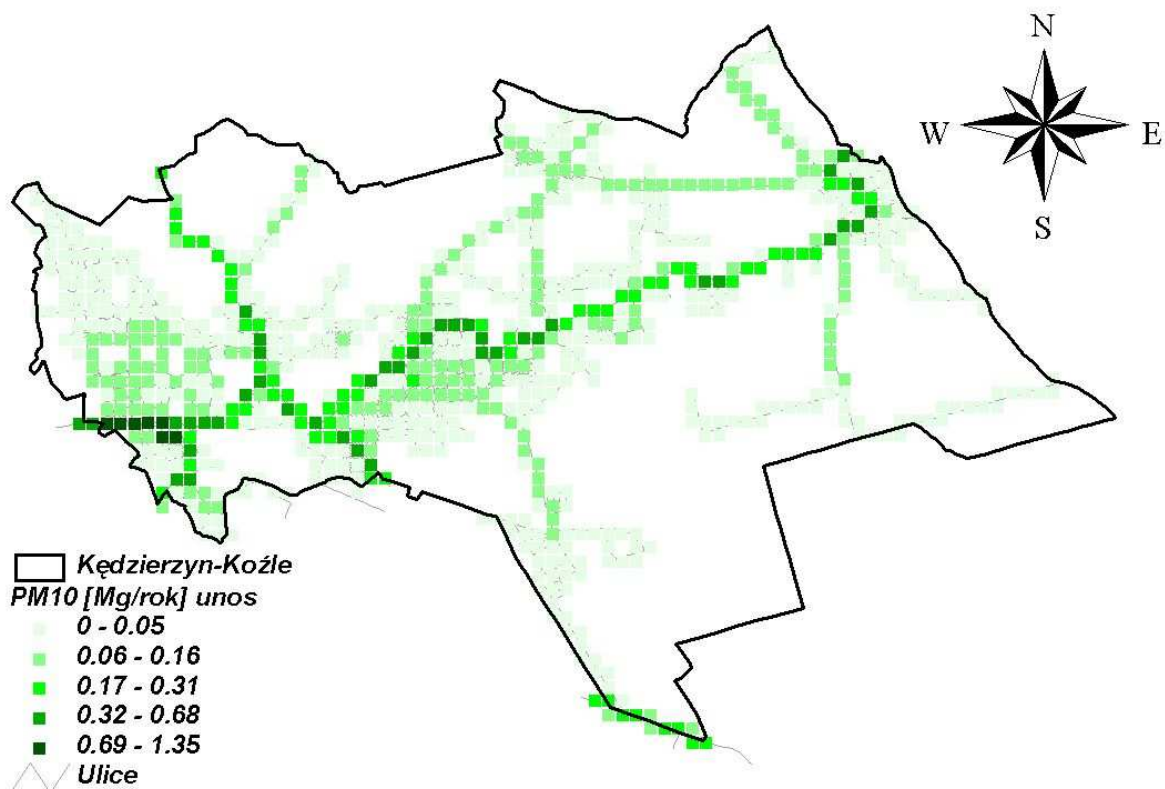 N
W E
S
Kędzierzyn-Koźle
PM10 [Mg/rok] unos
0 - 0.05
0.06 - 0.16
0.17 - 0.31
0.32 - 0.68
0.69 - 1.35
Ulice